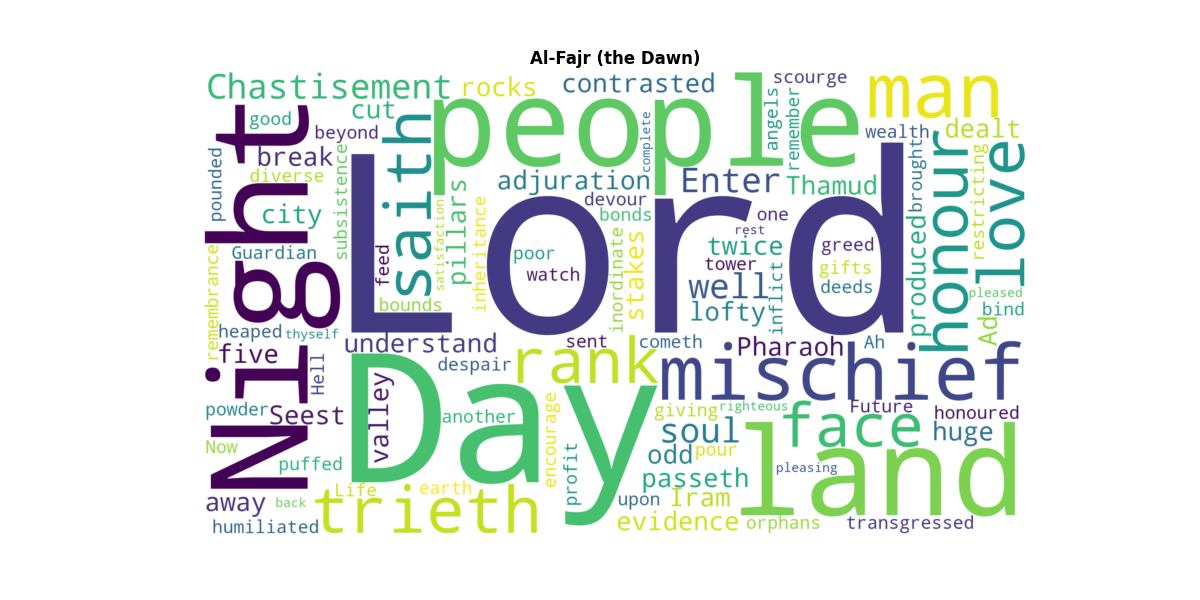 Al-Fajr (the Dawn)
Chastisement
rocks
contrasted
scourge
man
good
cut
people
angels
remember
wealth
dealt
beyond
complete
Night
break
saith
honour
love
diverse
pounded
subsistence
adjuration
Enter
Thamud
brought
restricting
city
pillars
devour
bonds
one
Lord
satisfaction
inheritance
rest
Guardian
feed
poor
watch
inordinate
stakes
twice
tower
greed
gifts
deeds
produced
remembrance
bounds
well
lofty
inflict
pleased
bind
Ad
heaped
thyself
five
Hell
understand
sent
cometh
Pharaoh
Ah
despair
rank
mischief
powder
Seest
valley
Day
another
encourage
giving
righteous
Future
honoured
face
huge
soul
land
Now
puffed
profit
odd
pour
pleasing
passeth
away
back
Life
earth
upon
Iram
trieth
humiliated
evidence
orphans
transgressed